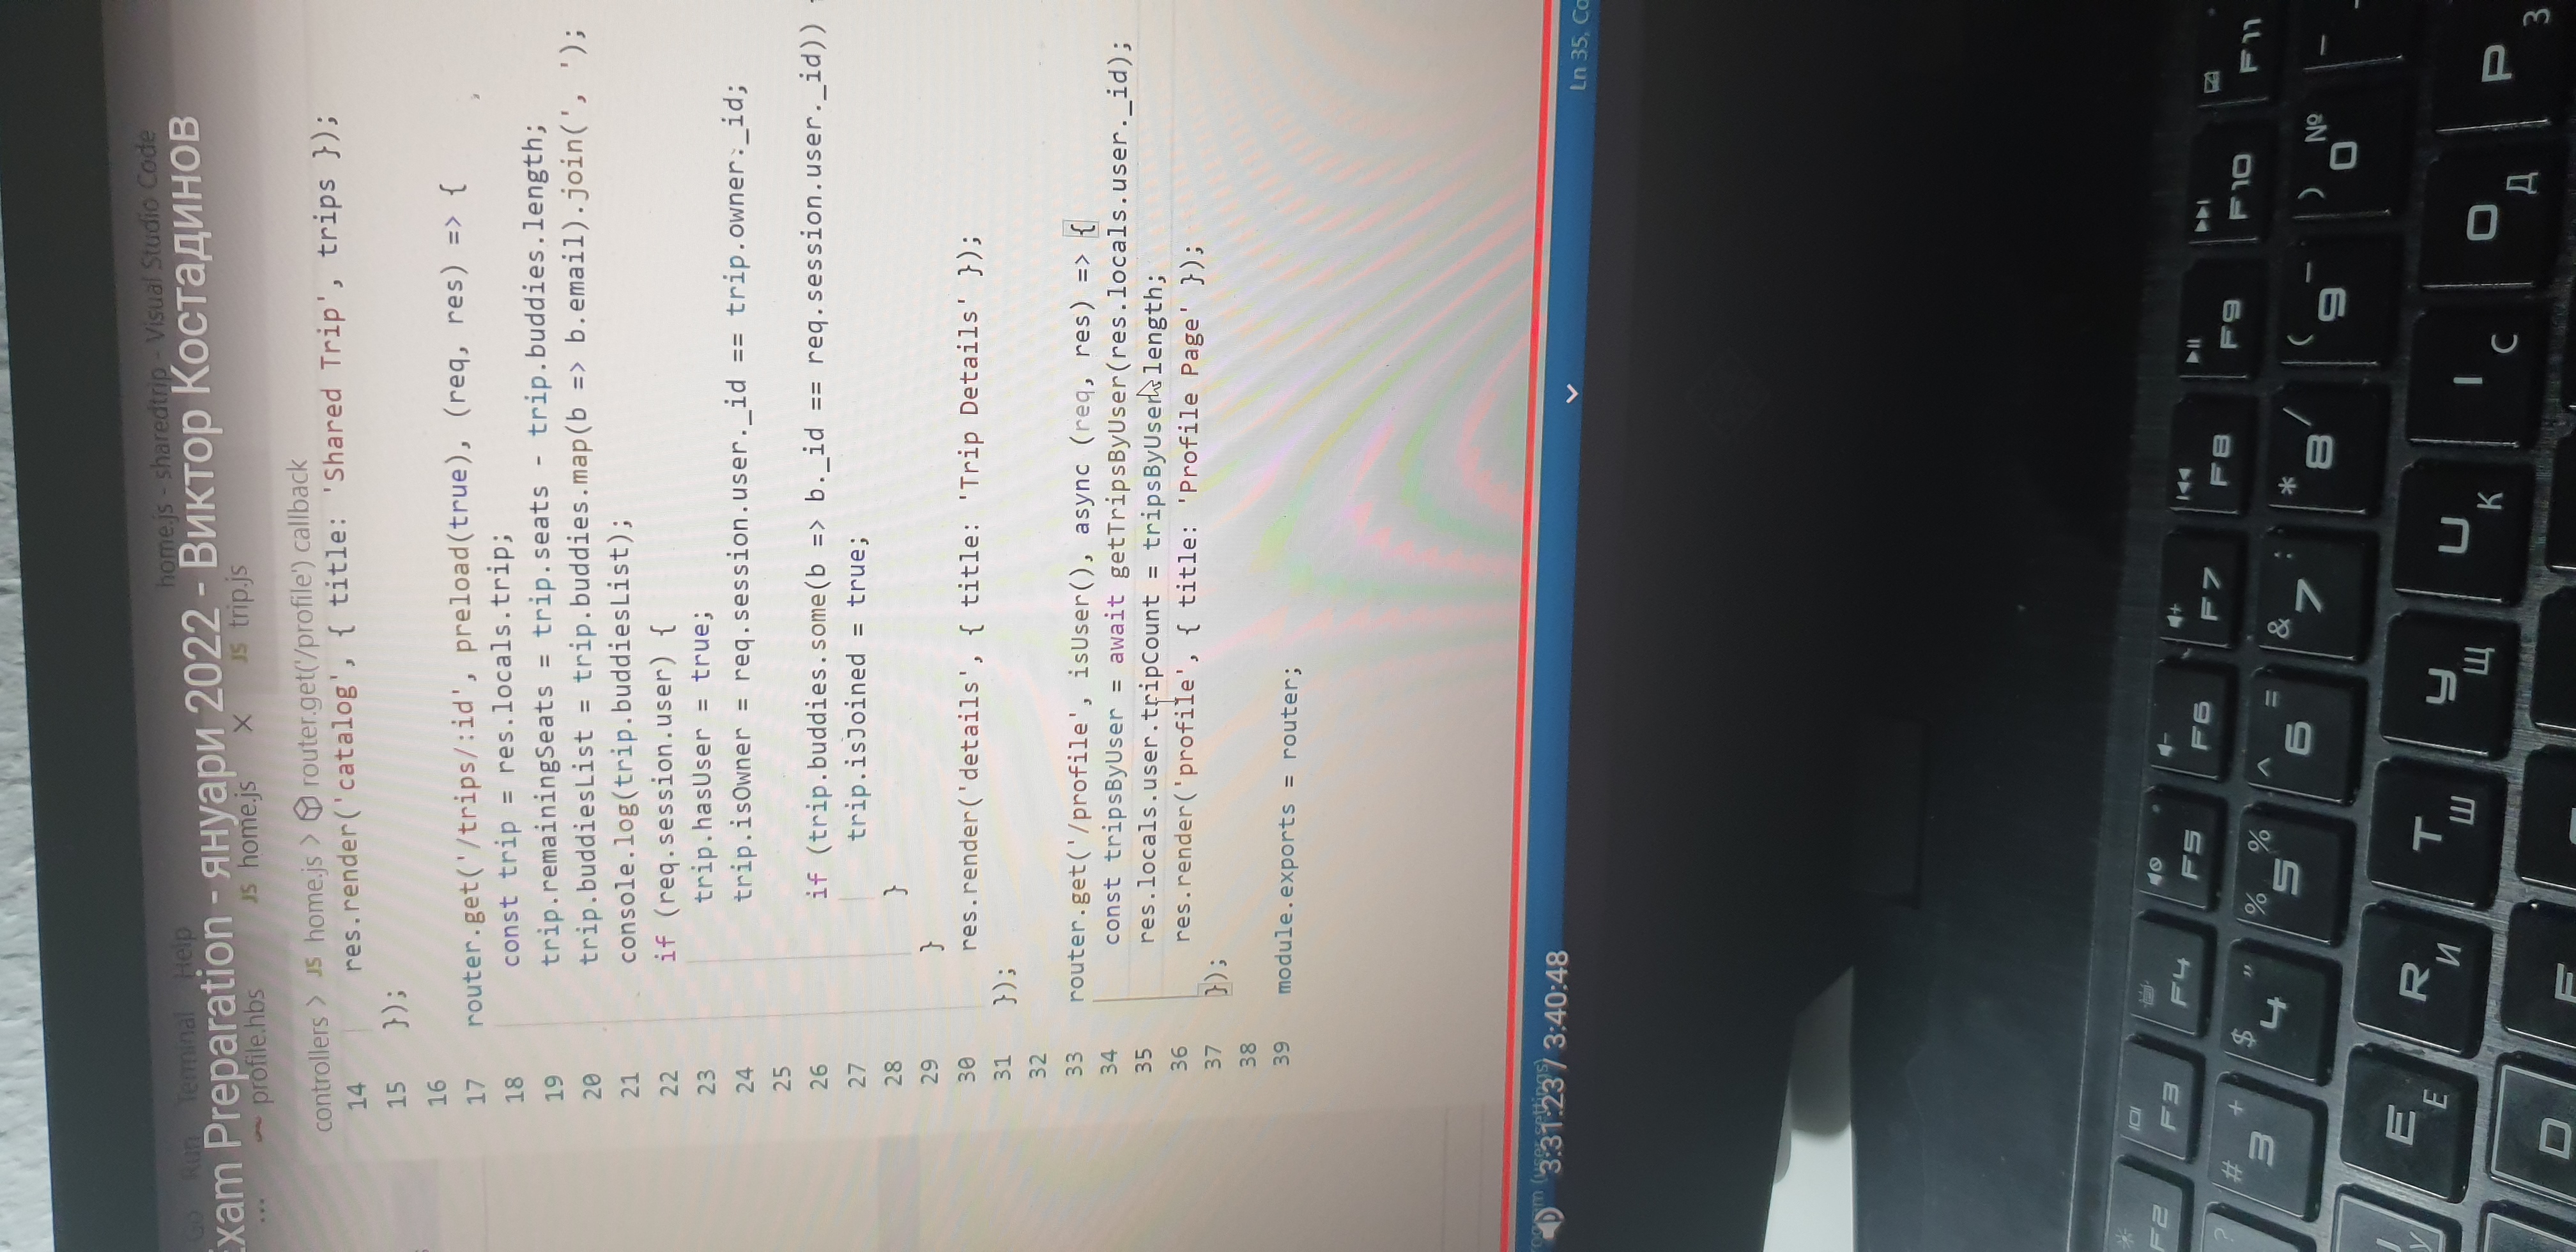 home.js - sharedtrip - Visual Studio Code
Go Run Terminal Help
Exam Preparation - януари 2022 - Виктор Костадинов
... profile.hbs JS home.js × JS trip.js
controllers > JS home.js > router.get('/profile') callback
14 res.render('catalog', { title: 'Shared Trip', trips });
15 });
16
17 router.get('/trips/:id', preload(true), (req, res) => {
18 const trip = res.locals.trip;
19 trip.remainingSeats = trip.seats - trip.buddies.length;
20 trip.buddiesList = trip.buddies.map(b => b.email).join(', ');
21 console.log(trip.buddiesList);
22 if (req.session.user) {
23 trip.hasUser = true;
24 trip.isOwner = req.session.user._id == trip.owner._id;
25
26 if (trip.buddies.some(b => b._id == req.session.user._id))
27 trip.isJoined = true;
28 }
29 }
30 res.render('details', { title: 'Trip Details' });
31 });
32
33 router.get('/profile', isUser(), async (req, res) => {
34 const tripsByUser = await getTripsByUser(res.locals.user._id);
35 res.locals.user.tripCount = tripsByUser.length;
36 res.render('profile', { title: 'Profile Page' });
37 });
38
39 module.exports = router;
(user settings)
3:31:23 / 3:40:48
Ln 35, Co
F2 F3 F4 F5 F6 F7 F8 F9 F10 F11
? # + 3 $ " 4 % % 5 ^ = 6 & : 7 * / 8 ( - 9 ) № 0 -
У E Е R И T Ш Y Щ U К I С O Д P З
D